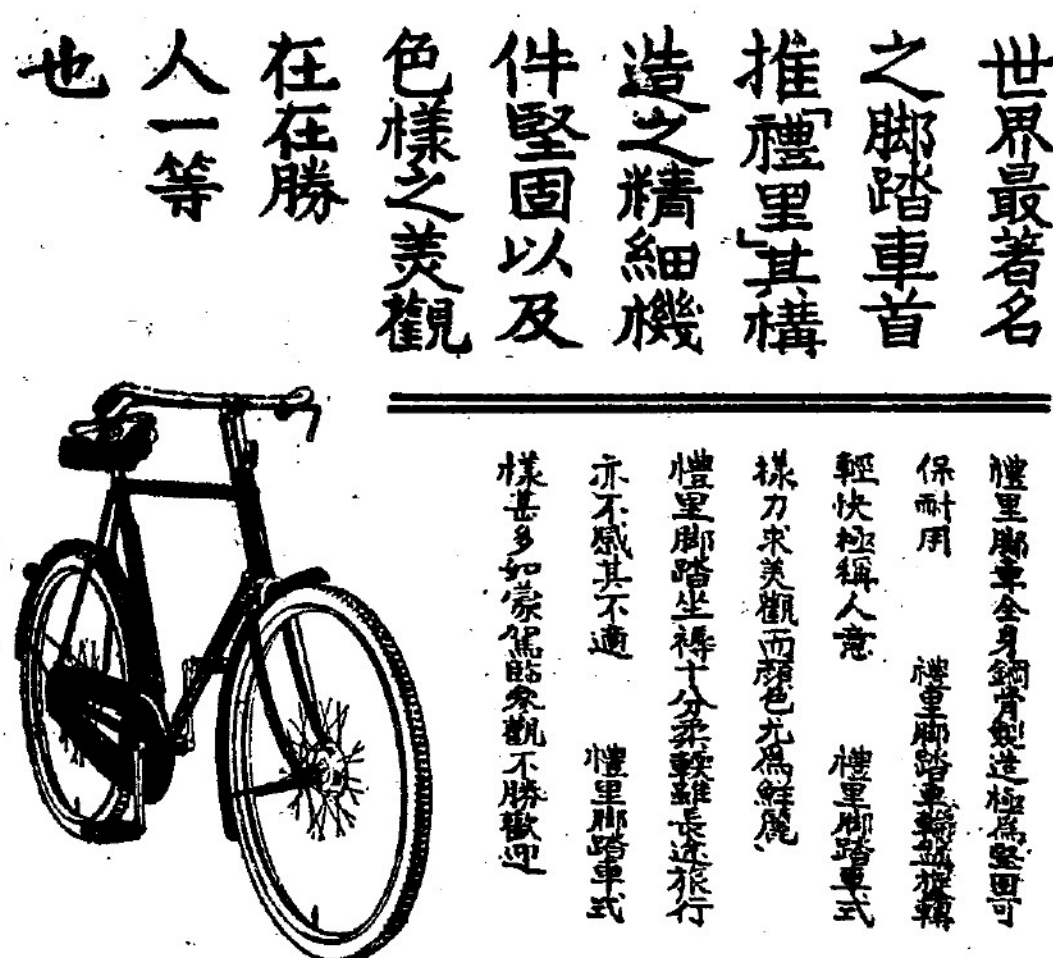 世界最著名
之脚踏車首
推「禮里」其構
造之精細機
件堅固以及
色樣之美觀
在在勝
人一等
也
禮里脚車全身鋼骨製造極為堅固可
保耐用 禮里脚踏車輪盤旋轉
輕快極稱人意 禮里脚踏車式
樣力求美觀而顏色尤為鮮麗
禮里脚踏坐褥十分柔軟雖長途旅行
亦不感其不適 禮里脚踏車式
樣甚多如蒙駕臨參觀不勝歡迎